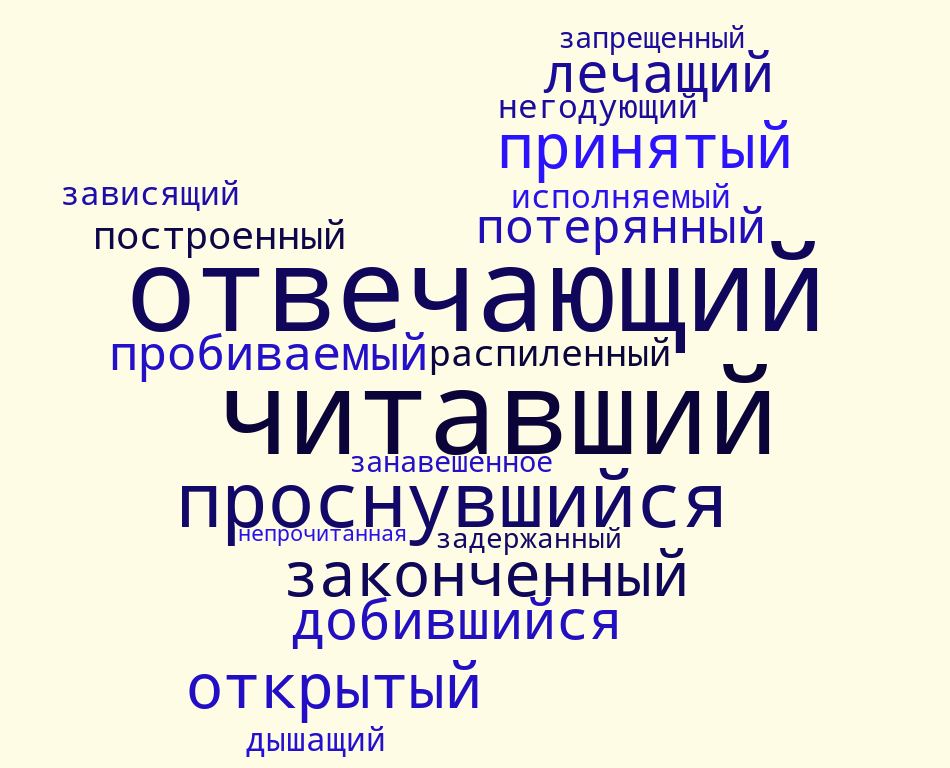 запрещенный
лечащий
негодующий
принятый
зависящий
исполняемый
потерянный
построенный
отвечающий
пробиваемый
распиленный
читавший
занавешенное
проснувшийся
непрочитанная
задержанный
законченный
добившийся
открытый
дышащий